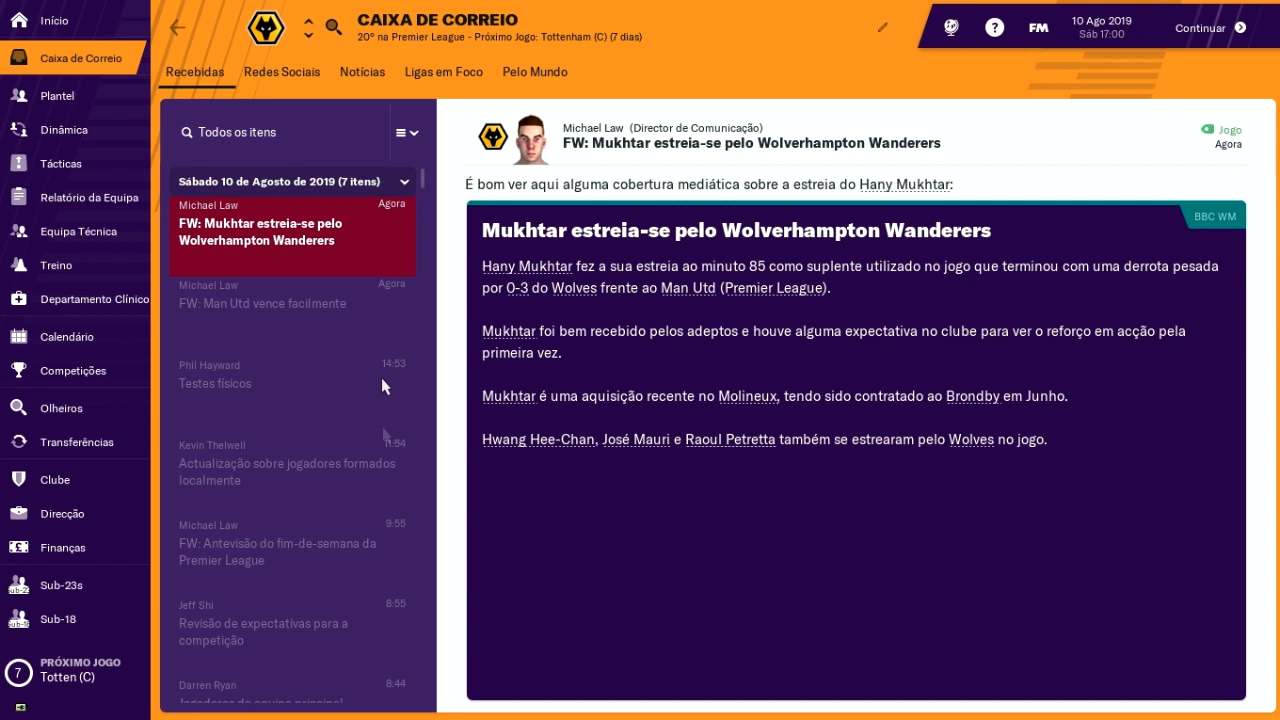 Início
Caixa de Correio
Plantel
Dinâmica
Tácticas
Relatório da Equipa
Equipa Técnica
Treino
Departamento Clínico
Calendário
Competições
Olheiros
Transferências
Clube
Direcção
Finanças
Sub-23s
Sub-18
7
PRÓXIMO JOGO
Totten (C)
CAIXA DE CORREIO
20º na Premier League - Próximo Jogo: Tottenham (C) (7 dias)
?
FM
10 Ago 2019
Sáb 17:00
Continuar
Recebidas Redes Sociais Notícias Ligas em Foco Pelo Mundo
Todos os itens
Sábado 10 de Agosto de 2019 (7 itens)
Michael Law Agora
FW: Mukhtar estreia-se pelo
Wolverhampton Wanderers
Michael Law Agora
FW: Man Utd vence facilmente
Phil Hayward 14:53
Testes físicos
Kevin Thelwell 11:54
Actualização sobre jogadores formados
localmente
Michael Law 9:55
FW: Antevisão do fim-de-semana da
Premier League
Jeff Shi 8:55
Revisão de expectativas para a
competição
Darren Ryan 8:44
Jogadores da equipa principal
Michael Law (Director de Comunicação)
FW: Mukhtar estreia-se pelo Wolverhampton Wanderers
Jogo
Agora
É bom ver aqui alguma cobertura mediática sobre a estreia do Hany Mukhtar:
BBC WM
Mukhtar estreia-se pelo Wolverhampton Wanderers
Hany Mukhtar fez a sua estreia ao minuto 85 como suplente utilizado no jogo que terminou com uma derrota pesada
por 0-3 do Wolves frente ao Man Utd (Premier League).
Mukhtar foi bem recebido pelos adeptos e houve alguma expectativa no clube para ver o reforço em acção pela
primeira vez.
Mukhtar é uma aquisição recente no Molineux, tendo sido contratado ao Brondby em Junho.
Hwang Hee-Chan, José Mauri e Raoul Petretta também se estrearam pelo Wolves no jogo.